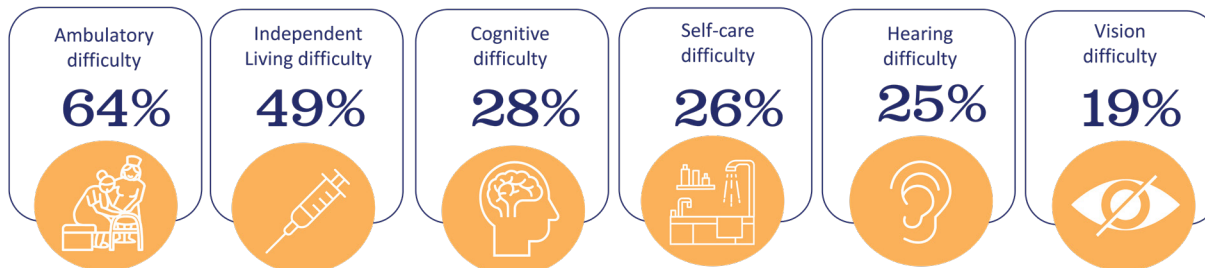 Ambulatory
difficulty
64%
Independent
Living difficulty
49%
Cognitive
difficulty
28%
Self-care
difficulty
26%
Hearing
difficulty
25%
Vision
difficulty
19%